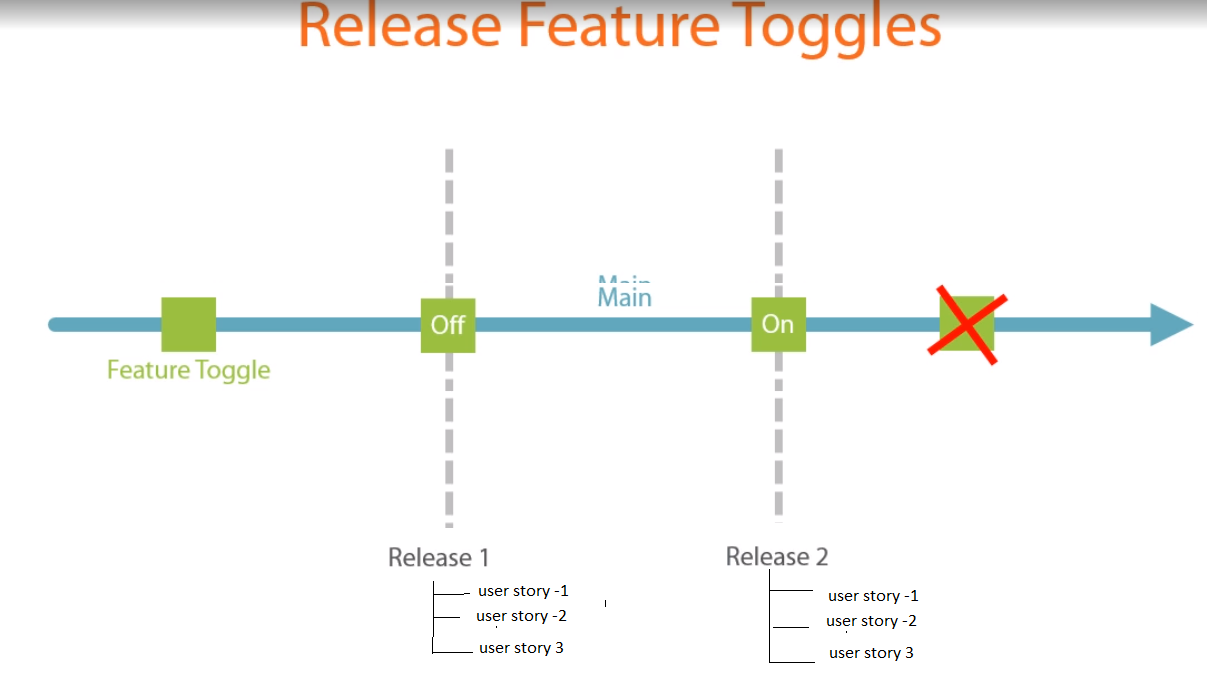 Release Feature Toggles
Main
Main
Off
On
Feature Toggle
Release 1
user story -1
user story -2
user story 3
Release 2
user story -1
user story -2
user story 3